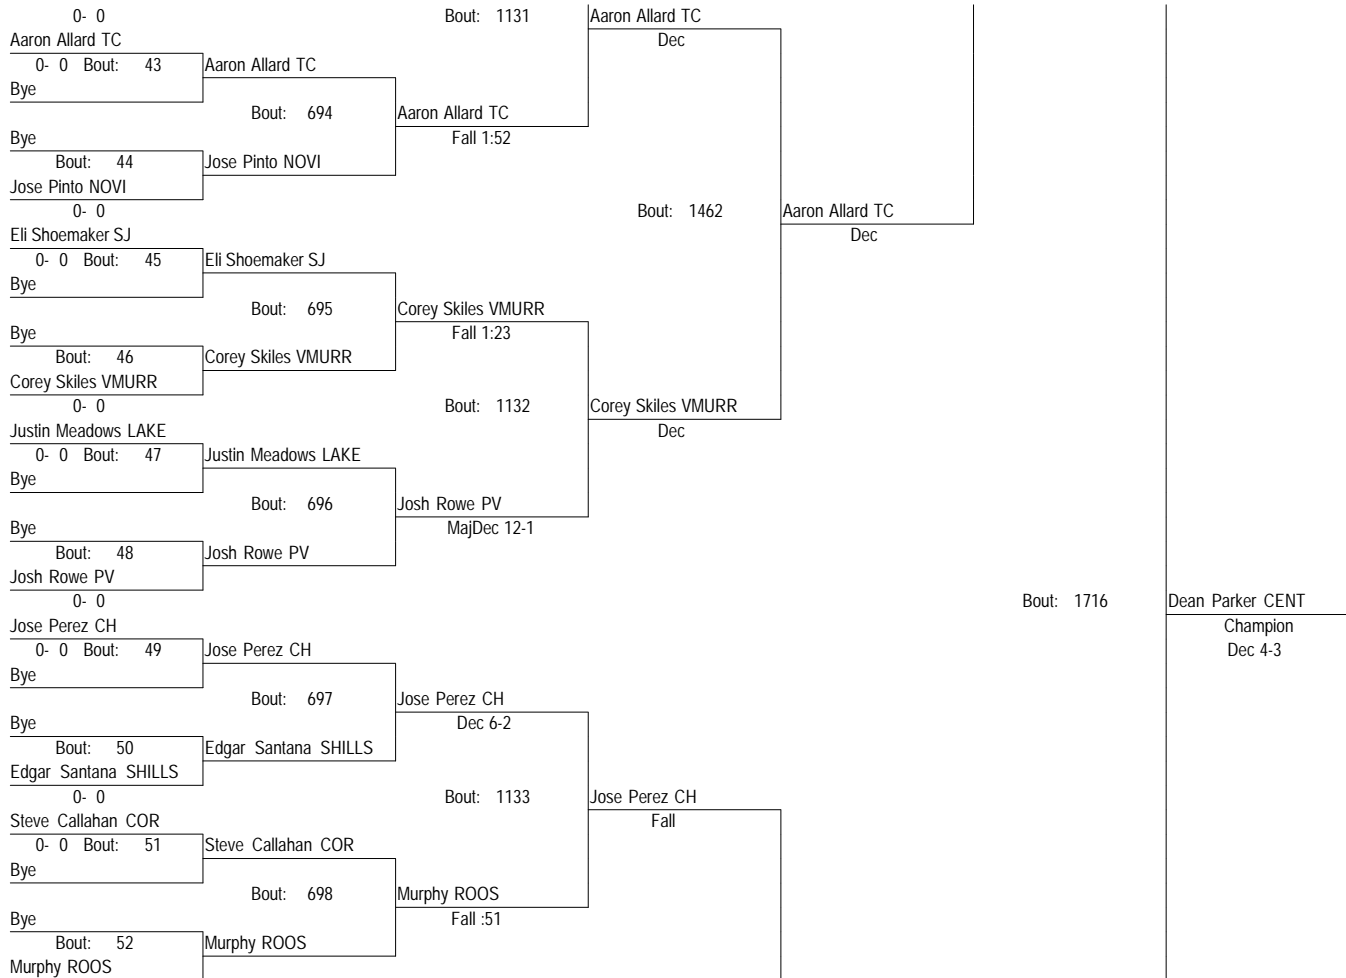 0- 0 Bout: 1131 Aaron Allard TC
Aaron Allard TC Dec
0- 0 Bout: 43 Aaron Allard TC
Bye
Bout: 694 Aaron Allard TC
Bye Fall 1:52
Bout: 44 Jose Pinto NOVI
Jose Pinto NOVI
0- 0 Bout: 1462 Aaron Allard TC
Eli Shoemaker SJ Dec
0- 0 Bout: 45 Eli Shoemaker SJ
Bye
Bout: 695 Corey Skiles VMURR
Bye Fall 1:23
Bout: 46 Corey Skiles VMURR
Corey Skiles VMURR
0- 0 Bout: 1132 Corey Skiles VMURR
Justin Meadows LAKE Dec
0- 0 Bout: 47 Justin Meadows LAKE
Bye
Bout: 696 Josh Rowe PV
Bye MajDec 12-1
Bout: 48 Josh Rowe PV
Josh Rowe PV
0- 0 Bout: 1716 Dean Parker CENT
Jose Perez CH Champion
0- 0 Bout: 49 Jose Perez CH Dec 4-3
Bye
Bout: 697 Jose Perez CH
Bye Dec 6-2
Bout: 50 Edgar Santana SHILLS
Edgar Santana SHILLS
0- 0 Bout: 1133 Jose Perez CH
Steve Callahan COR Fall
0- 0 Bout: 51 Steve Callahan COR
Bye
Bout: 698 Murphy ROOS
Bye Fall :51
Bout: 52 Murphy ROOS
Murphy ROOS